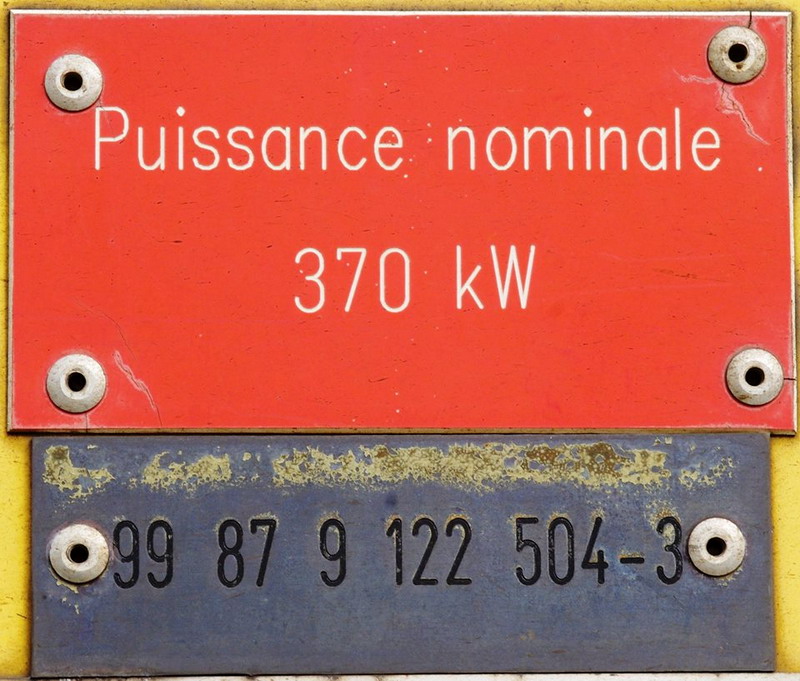 Puissance nominale
370 kW
99 87 9 122 504-3